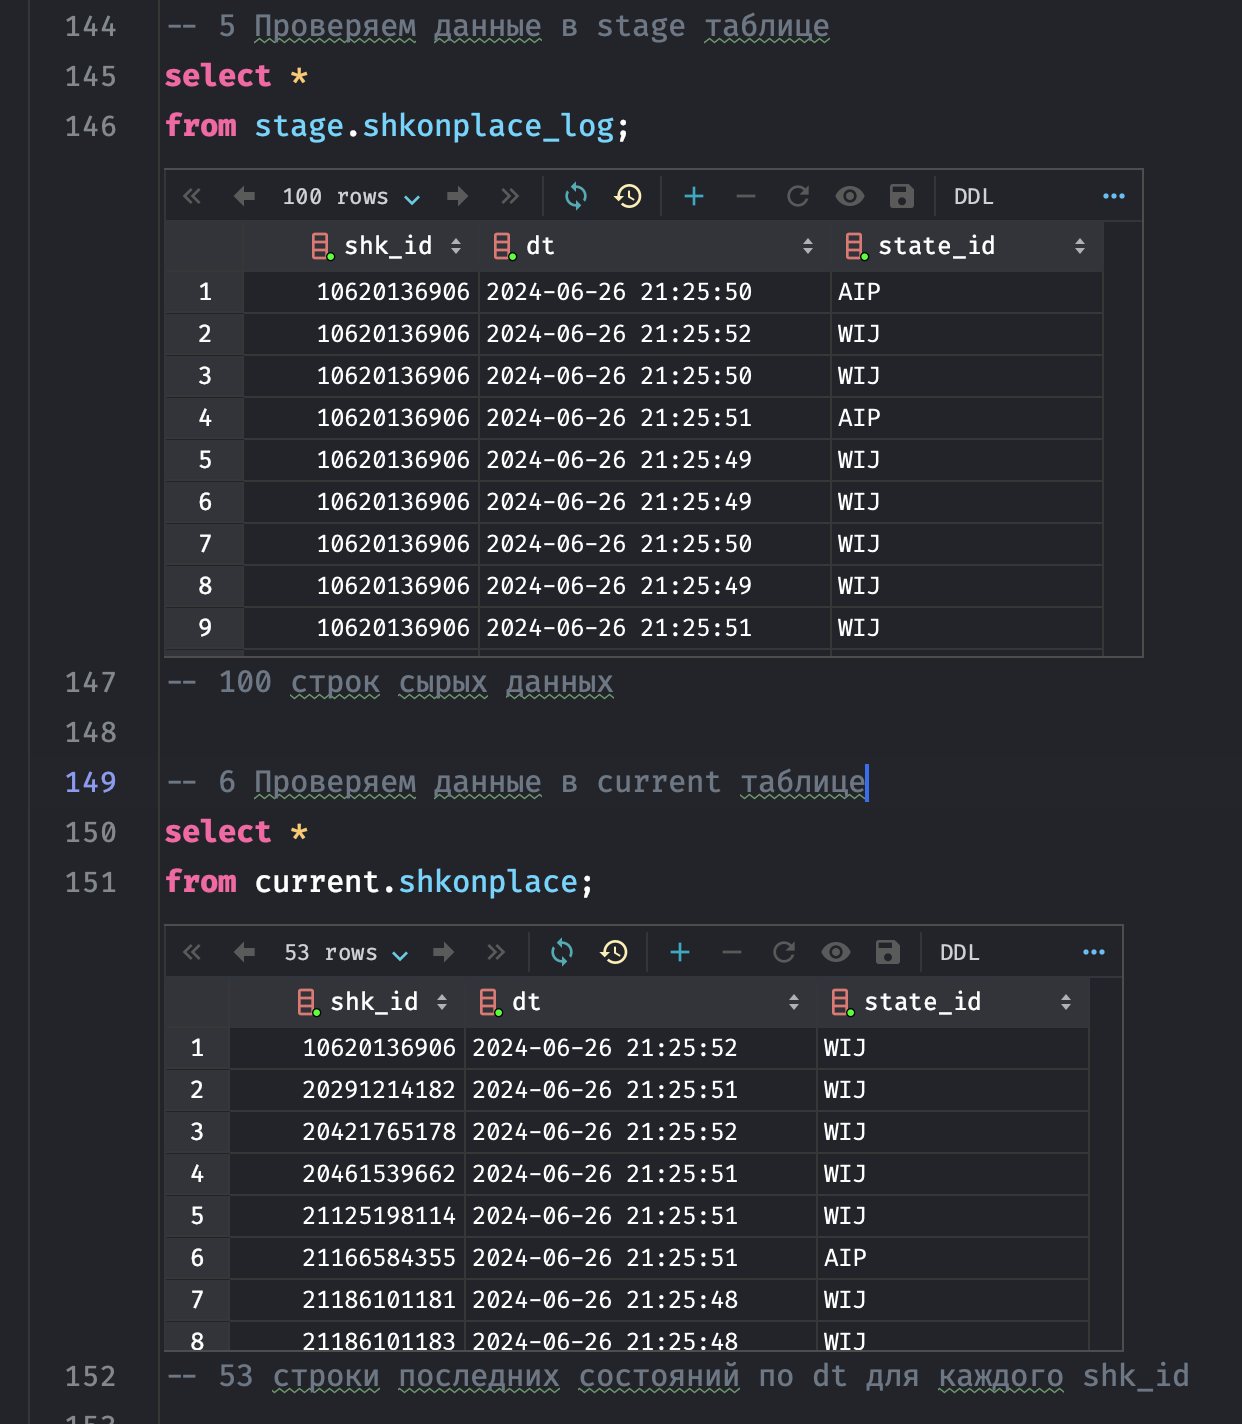 144 -- 5 Проверяем данные в stage таблице
145 select *
146 from stage.shkonplace_log;
100 rows DDL
shk_id dt state_id
1 10620136906 2024-06-26 21:25:50 AIP
2 10620136906 2024-06-26 21:25:52 WIJ
3 10620136906 2024-06-26 21:25:50 WIJ
4 10620136906 2024-06-26 21:25:51 AIP
5 10620136906 2024-06-26 21:25:49 WIJ
6 10620136906 2024-06-26 21:25:49 WIJ
7 10620136906 2024-06-26 21:25:50 WIJ
8 10620136906 2024-06-26 21:25:49 WIJ
9 10620136906 2024-06-26 21:25:51 WIJ
147 -- 100 строк сырых данных
148
149 -- 6 Проверяем данные в current таблице
150 select *
151 from current.shkonplace;
53 rows DDL
shk_id dt state_id
1 10620136906 2024-06-26 21:25:52 WIJ
2 20291214182 2024-06-26 21:25:51 WIJ
3 20421765178 2024-06-26 21:25:52 WIJ
4 20461539662 2024-06-26 21:25:51 WIJ
5 21125198114 2024-06-26 21:25:51 WIJ
6 21166584355 2024-06-26 21:25:51 AIP
7 21186101181 2024-06-26 21:25:48 WIJ
8 21186101183 2024-06-26 21:25:48 WIJ
152 -- 53 строки последних состояний по dt для каждого shk_id
153